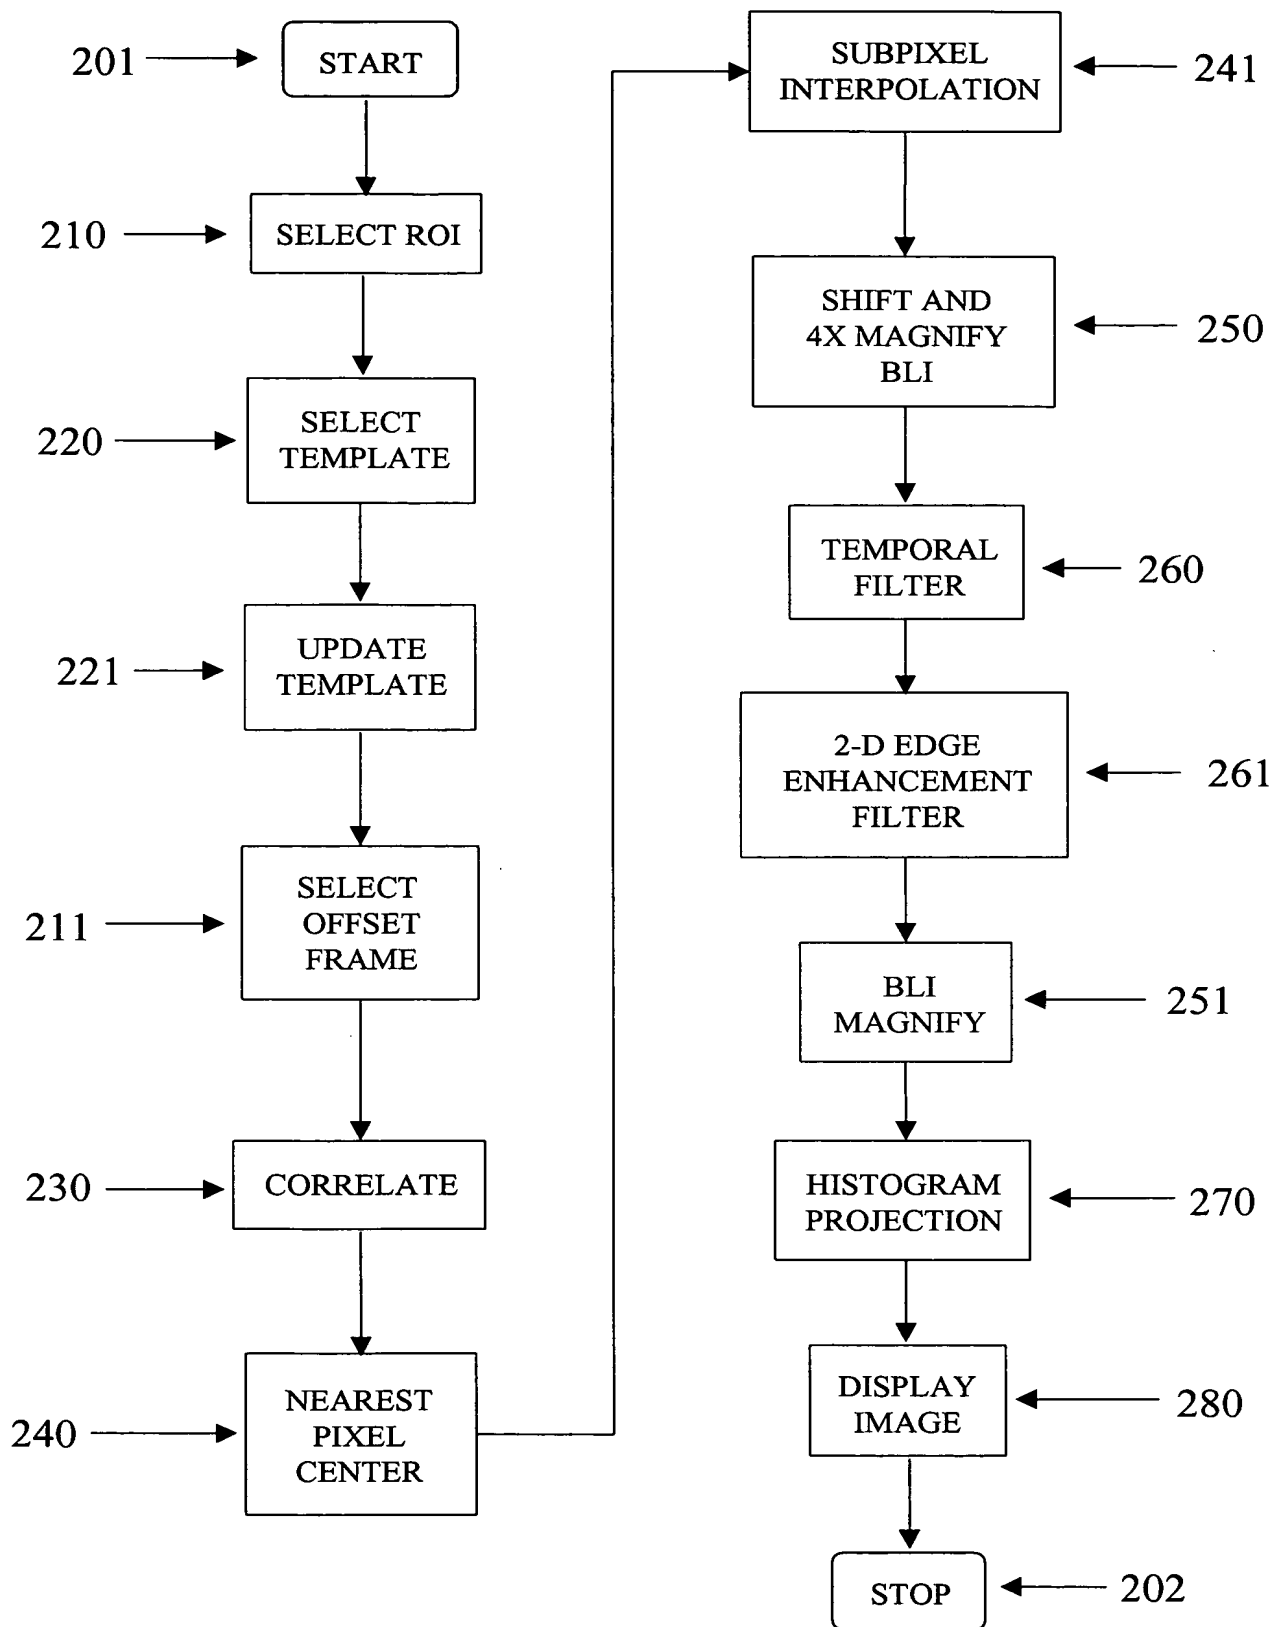 201
START
210
SELECT ROI
220
SELECT
TEMPLATE
221
UPDATE
TEMPLATE
211
SELECT
OFFSET
FRAME
230
CORRELATE
240
NEAREST
PIXEL
CENTER
SUBPIXEL
INTERPOLATION
241
SHIFT AND
4X MAGNIFY
BLI
250
TEMPORAL
FILTER
260
2-D EDGE
ENHANCEMENT
FILTER
261
BLI
MAGNIFY
251
HISTOGRAM
PROJECTION
270
DISPLAY
IMAGE
280
STOP
202